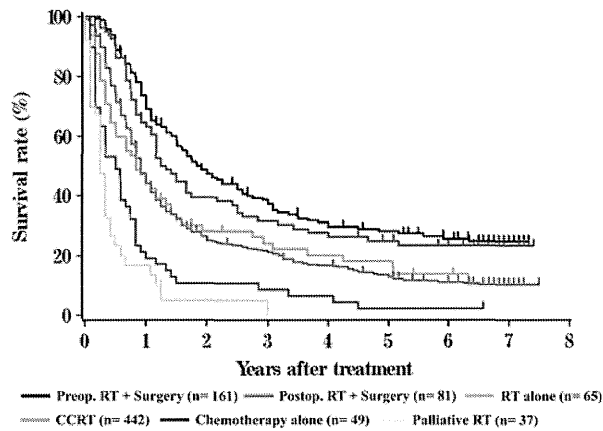 Survival rate (%)
100
80
60
40
20
0
0 1 2 3 4 5 6 7 8
Years after treatment
Preop. RT + Surgery (n= 161) Postop. RT + Surgery (n= 81) RT alone (n= 65)
CCRT (n= 442) Chemotherapy alone (n= 49) Palliative RT (n= 37)